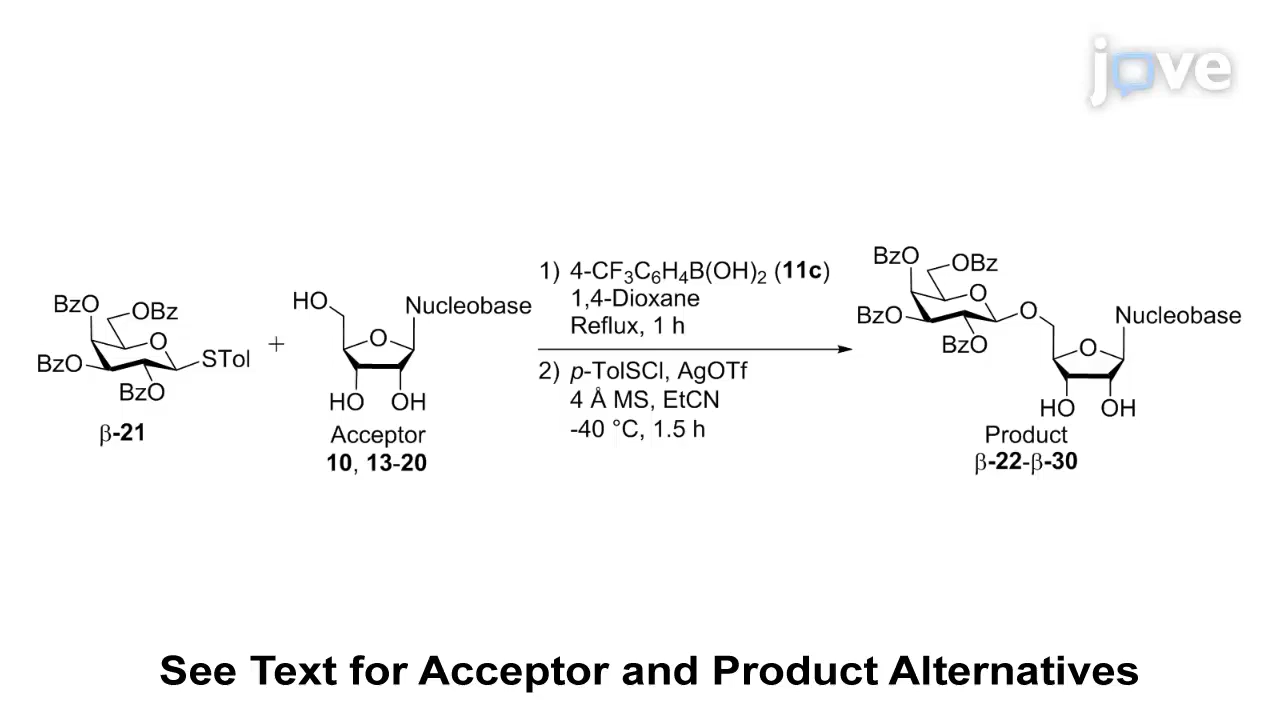 jove
BzO
OBz
BzO
O
STol
BzO
β-21
+
HO
Nucleobase
O
HO OH
Acceptor
10, 13-20
1) 4-CF₃C₆H₄B(OH)₂ (11c)
1,4-Dioxane
Reflux, 1 h
2) p-TolSCl, AgOTf
4 Å MS, EtCN
-40 °C, 1.5 h
BzO
OBz
O
BzO
O
BzO
Nucleobase
O
HO OH
Product
β-22-β-30
See Text for Acceptor and Product Alternatives